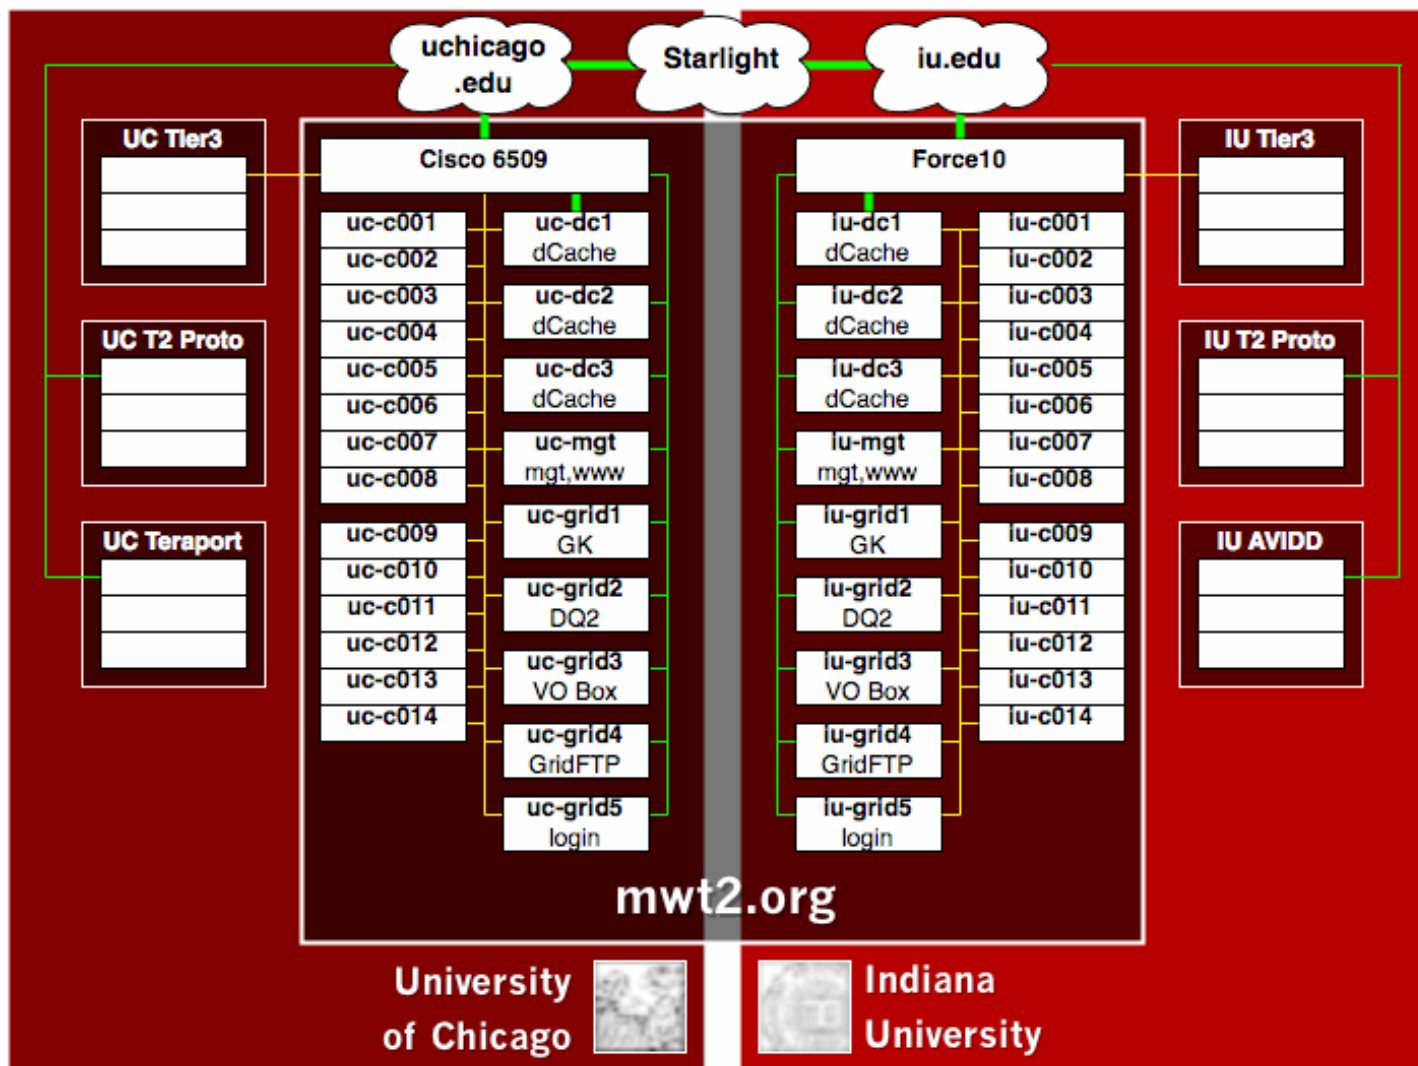 uchicago
.edu
Starlight
iu.edu
UC TIer3
UC T2 Proto
UC Teraport
Cisco 6509
uc-c001
uc-c002
uc-c003
uc-c004
uc-c005
uc-c006
uc-c007
uc-c008
uc-c009
uc-c010
uc-c011
uc-c012
uc-c013
uc-c014
uc-dc1
dCache
uc-dc2
dCache
uc-dc3
dCache
uc-mgt
mgt,www
uc-grid1
GK
uc-grid2
DQ2
uc-grid3
VO Box
uc-grid4
GridFTP
uc-grid5
login
Force10
iu-dc1
dCache
iu-dc2
dCache
iu-dc3
dCache
iu-mgt
mgt,www
iu-grid1
GK
iu-grid2
DQ2
iu-grid3
VO Box
iu-grid4
GridFTP
iu-grid5
login
iu-c001
iu-c002
iu-c003
iu-c004
iu-c005
iu-c006
iu-c007
iu-c008
iu-c009
iu-c010
iu-c011
iu-c012
iu-c013
iu-c014
IU TIer3
IU T2 Proto
IU AVIDD
mwt2.org
University
of Chicago
Indiana
University